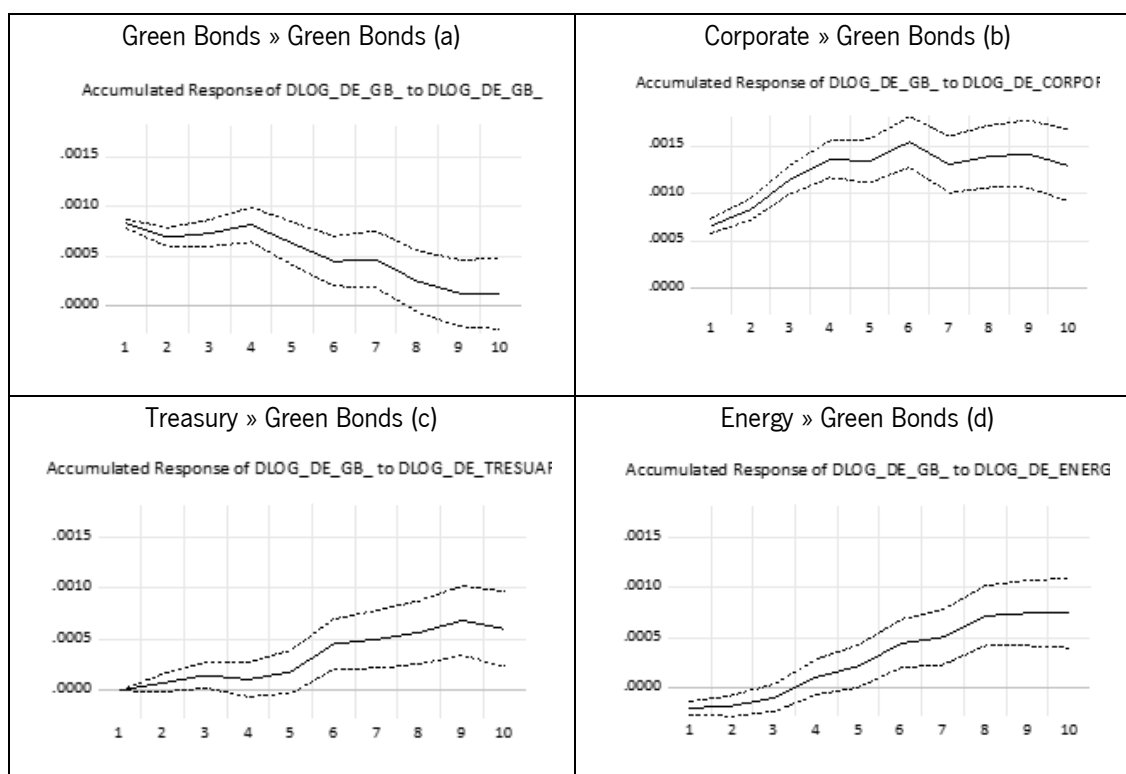 Green Bonds » Green Bonds (a)
Accumulated Response of DLOG_DE_GB_ to DLOG_DE_GB_
.0015
.0010
.0005
.0000
1 2 3 4 5 6 7 8 9 10
Corporate » Green Bonds (b)
Accumulated Response of DLOG_DE_GB_ to DLOG_DE_CORPOF
.0015
.0010
.0005
.0000
1 2 3 4 5 6 7 8 9 10
Treasury » Green Bonds (c)
Accumulated Response of DLOG_DE_GB_ to DLOG_DE_TRESUAF
.0015
.0010
.0005
.0000
1 2 3 4 5 6 7 8 9 10
Energy » Green Bonds (d)
Accumulated Response of DLOG_DE_GB_ to DLOG_DE_ENERG
.0015
.0010
.0005
.0000
1 2 3 4 5 6 7 8 9 10